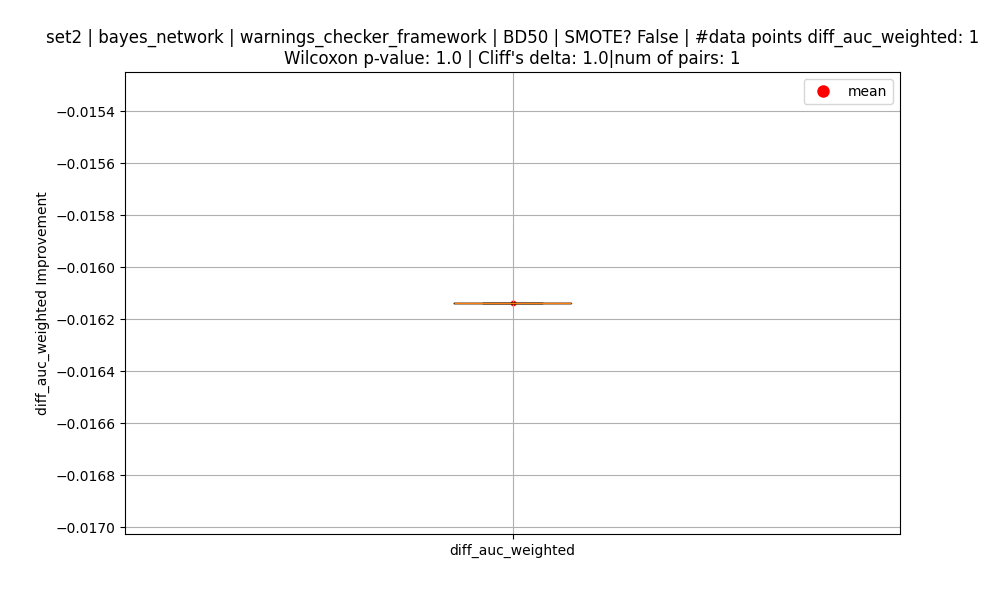 set2 | bayes_network | warnings_checker_framework | BD50 | SMOTE? False | #data points diff_auc_weighted: 1
Wilcoxon p-value: 1.0 | Cliff's delta: 1.0|num of pairs: 1
mean
−0.0154
−0.0156
−0.0158
−0.0160
−0.0162
−0.0164
−0.0166
−0.0168
−0.0170
diff_auc_weighted Improvement
diff_auc_weighted